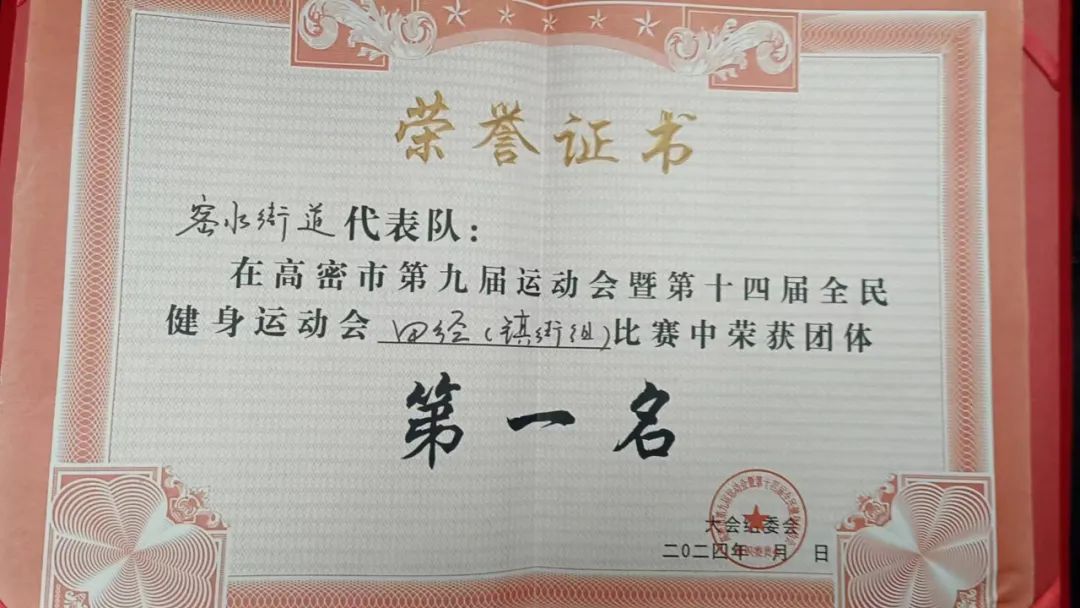 荣誉证书
密水街道代表队：
在高密市第九届运动会暨第十四届全民
健身运动会田经(镇街组)比赛中荣获团体
第一名
大会组委会
二〇二四年 月 日